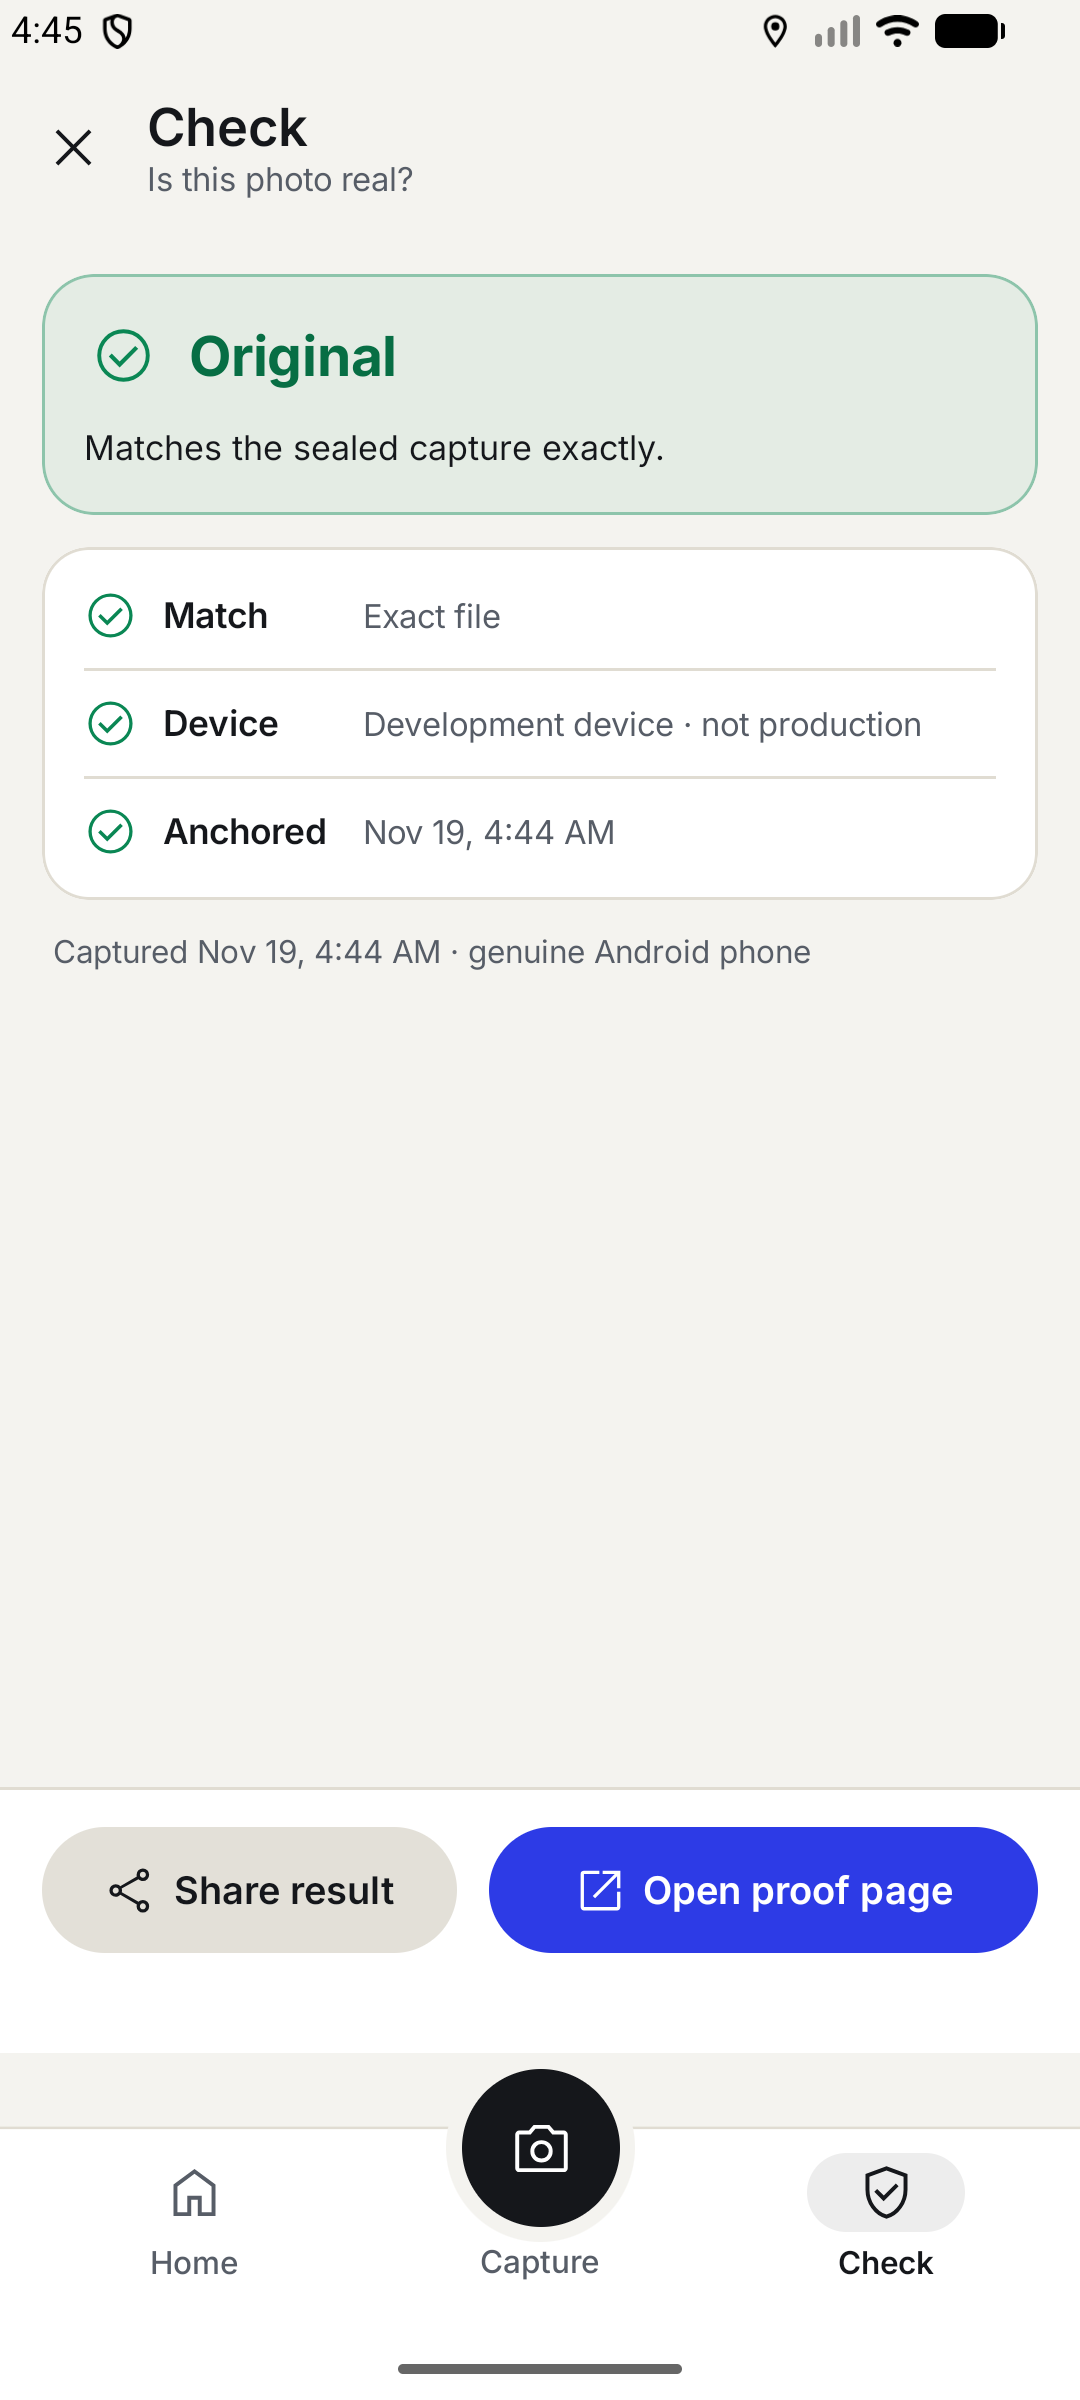 4:45
Check
Is this photo real?
Original
Matches the sealed capture exactly.
Match Exact file
Device Development device · not production
Anchored Nov 19, 4:44 AM
Captured Nov 19, 4:44 AM · genuine Android phone
Share result
Open proof page
Home
Capture
Check